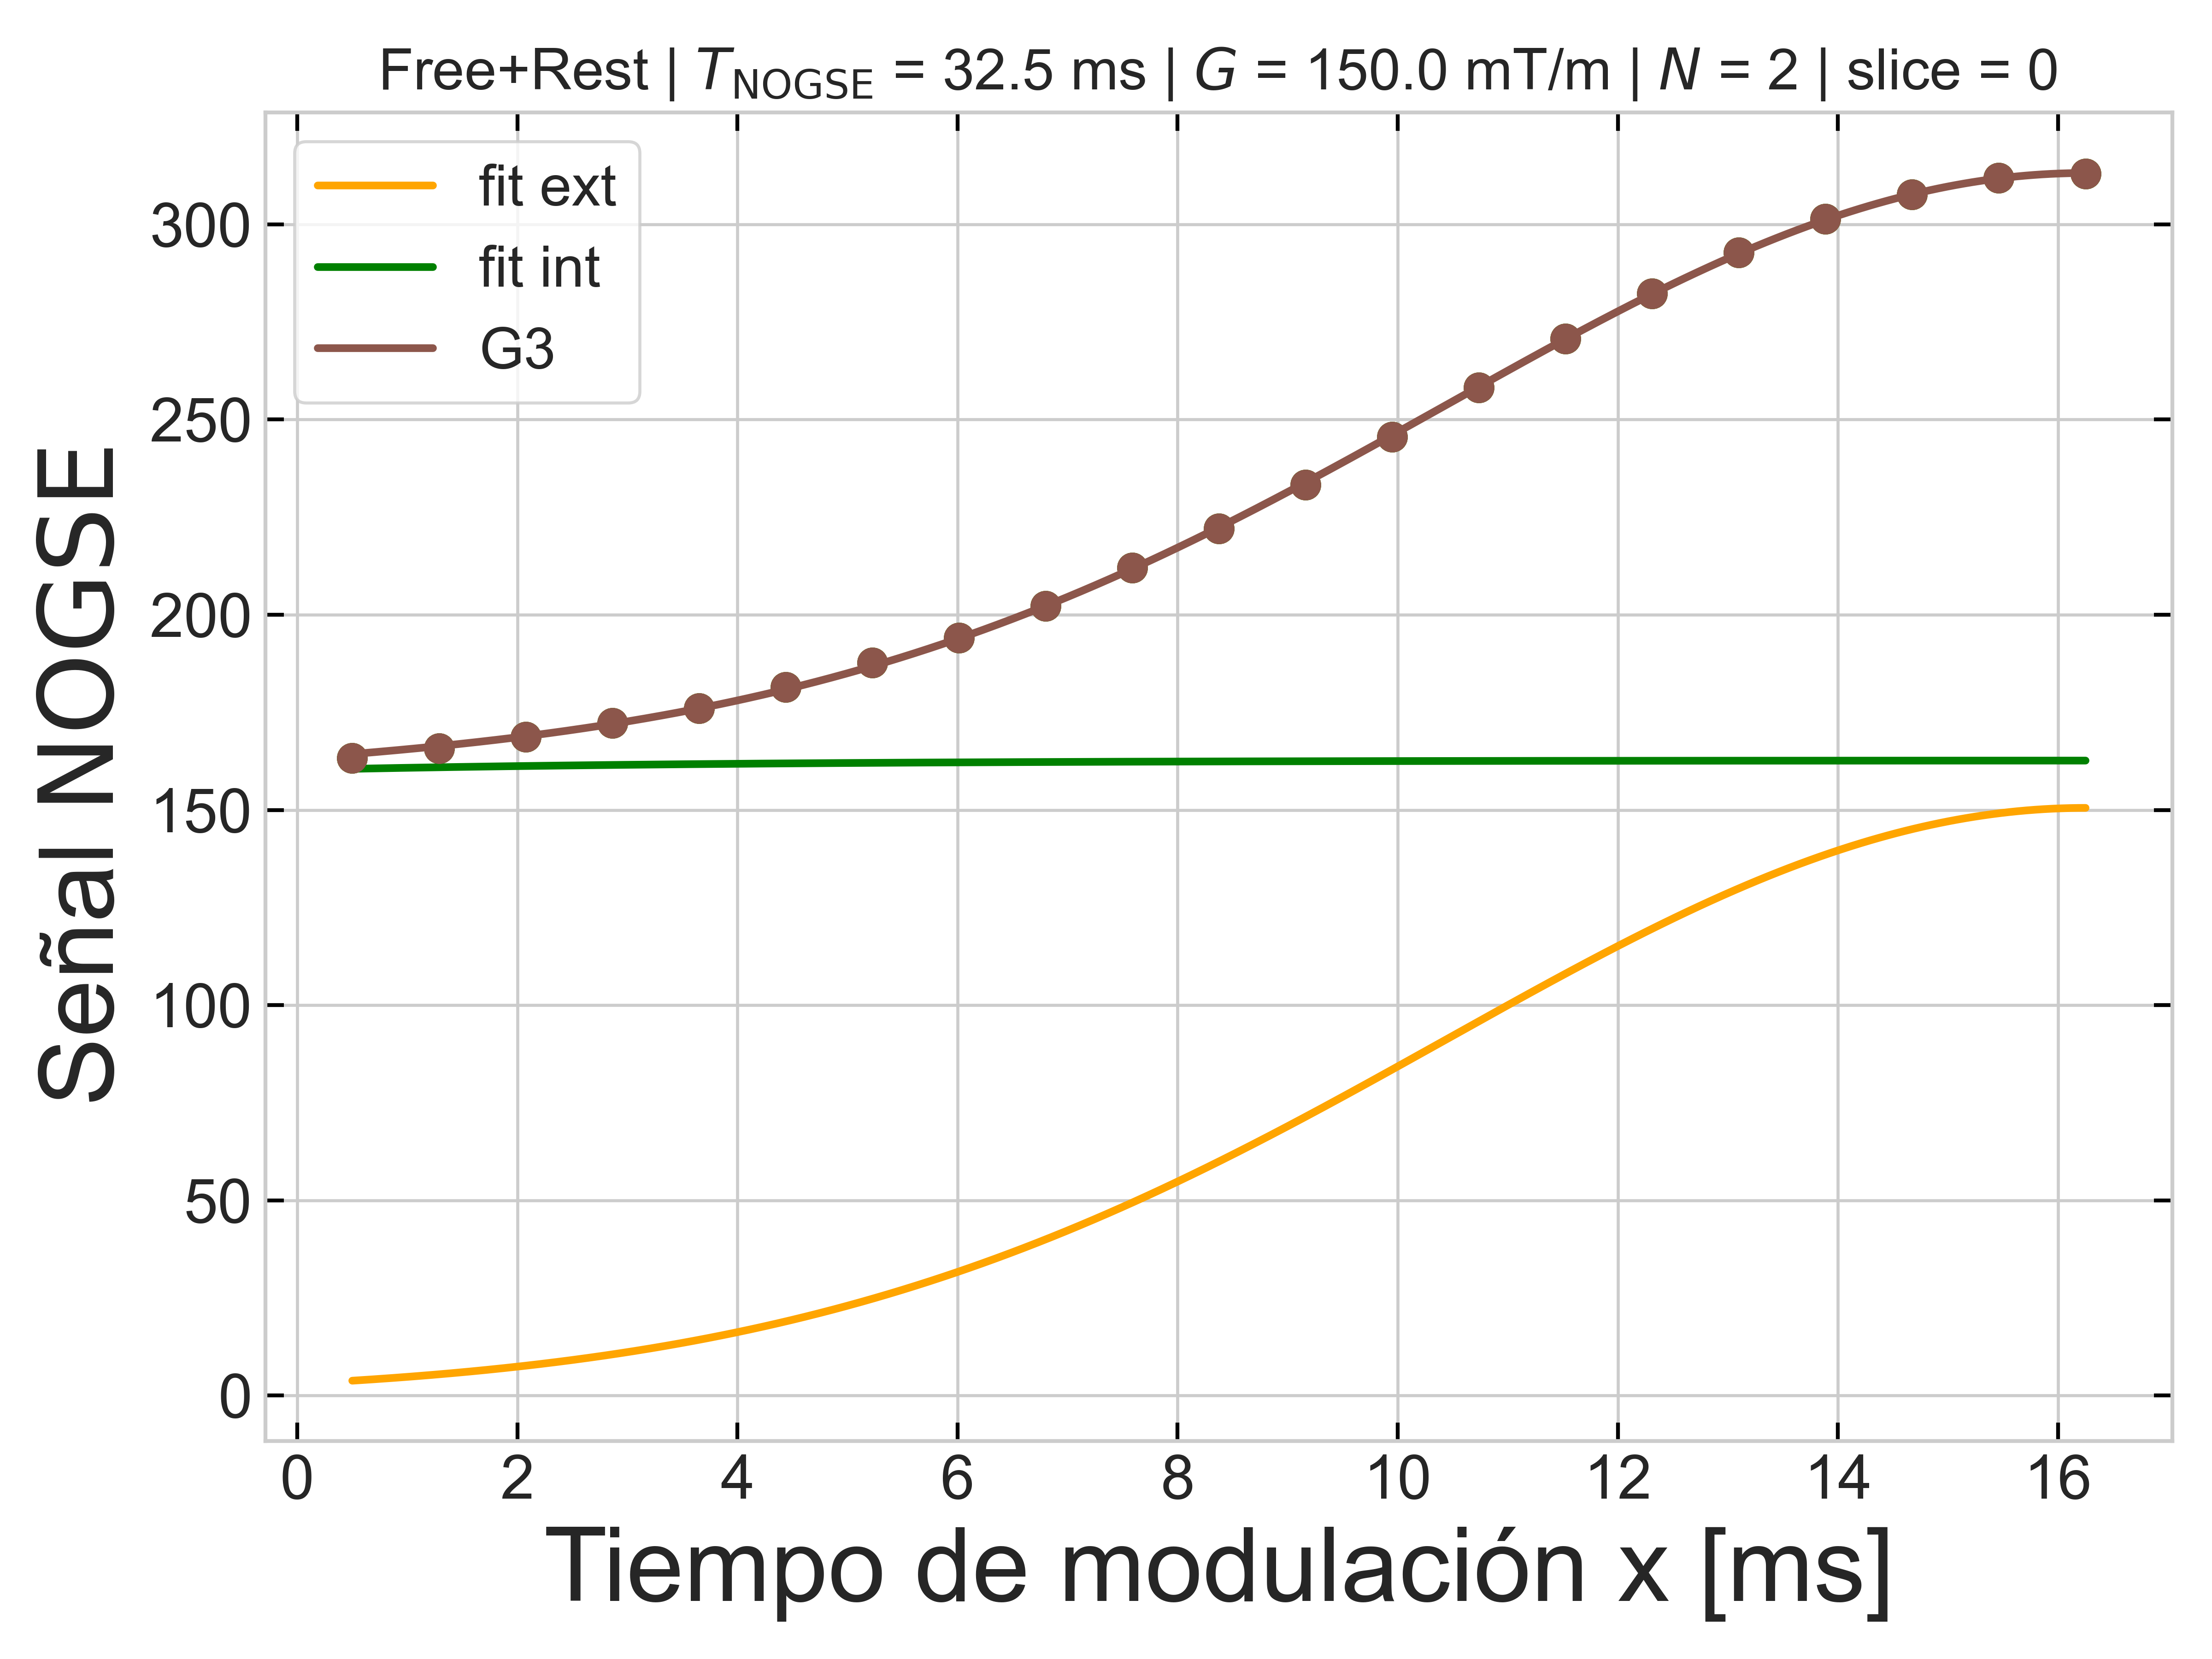 Free+Rest | T_NOGSE = 32.5 ms | G = 150.0 mT/m | N = 2 | slice = 0
fit ext
fit int
G3
Señal NOGSE
300
250
200
150
100
50
0
0 2 4 6 8 10 12 14 16
Tiempo de modulación x [ms]